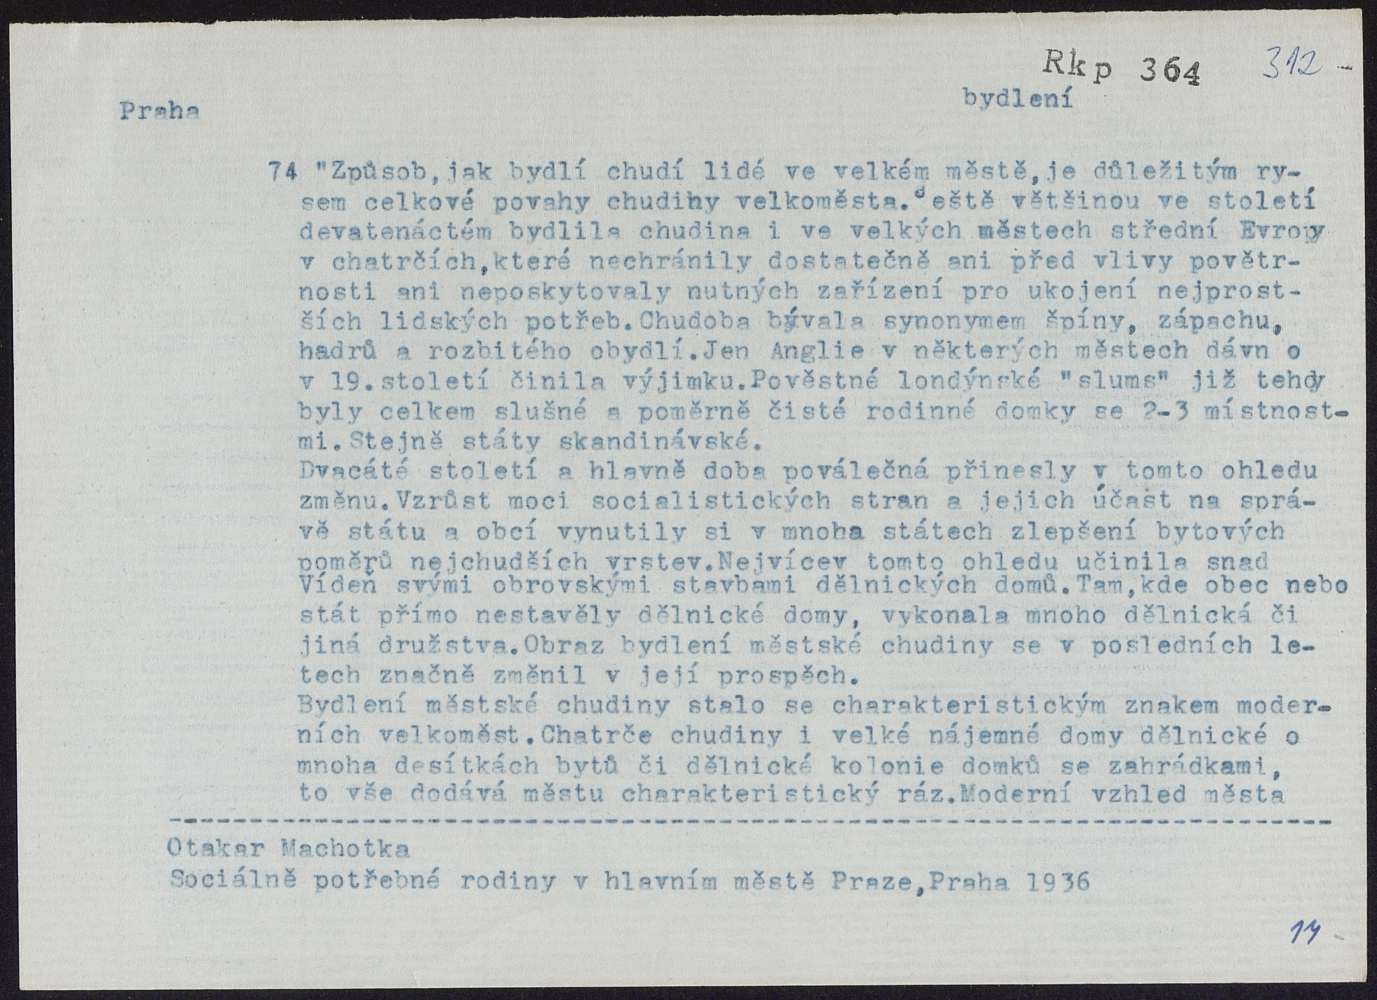 Rkp 364 312-
Praha bydlení
74 "Způsob,jak bydlí chudí lidé ve velkém městě,je důležitým ry-
sem celkové povahy chudiny velkoměsta.Ještě většinou ve století
devatenáctém bydlila chudina i ve velkých městech střední Evropy
v chatrčích,které nechránily dostatečně ani před vlivy povětr-
nosti ani neposkytovaly nutných zařízení pro ukojení nejprost-
ších lidských potřeb.Chudoba bývala synonymem špíny, zápachu,
hadrů a rozbitého obydlí.Jen Anglie v některých městech dávn o
v 19.století činila výjimku.Pověstné londýnské "slums" již tehdy
byly celkem slušné a poměrně čisté rodinné domky se 2-3 místnost-
mi.Stejně státy skandinávské.
Dvacáté století a hlavně doba poválečná přinesly v tomto ohledu
změnu.Vzrůst moci socialistických stran a jejich účast na sprá-
vě státu a obcí vynutily si v mnoha státech zlepšení bytových
poměrů nejchudších vrstev.Nejvícev tomto ohledu učinila snad
Vídeň svými obrovskými stavbami dělnických domů.Tam,kde obec nebo
stát přímo nestavěly dělnické domy, vykonala mnoho dělnická či
jiná družstva.Obraz bydlení městské chudiny se v posledních le-
tech značně změnil v její prospěch.
Bydlení městské chudiny stalo se charakteristickým znakem moder-
ních velkoměst.Chatrče chudiny i velké nájemné domy dělnické o
mnoha desítkách bytů či dělnické kolonie domků se zahrádkami,
to vše dodává městu charakteristický ráz.Moderní vzhled města
Otakar Machotka
Sociálně potřebné rodiny v hlavním městě Praze,Praha 1936
14-